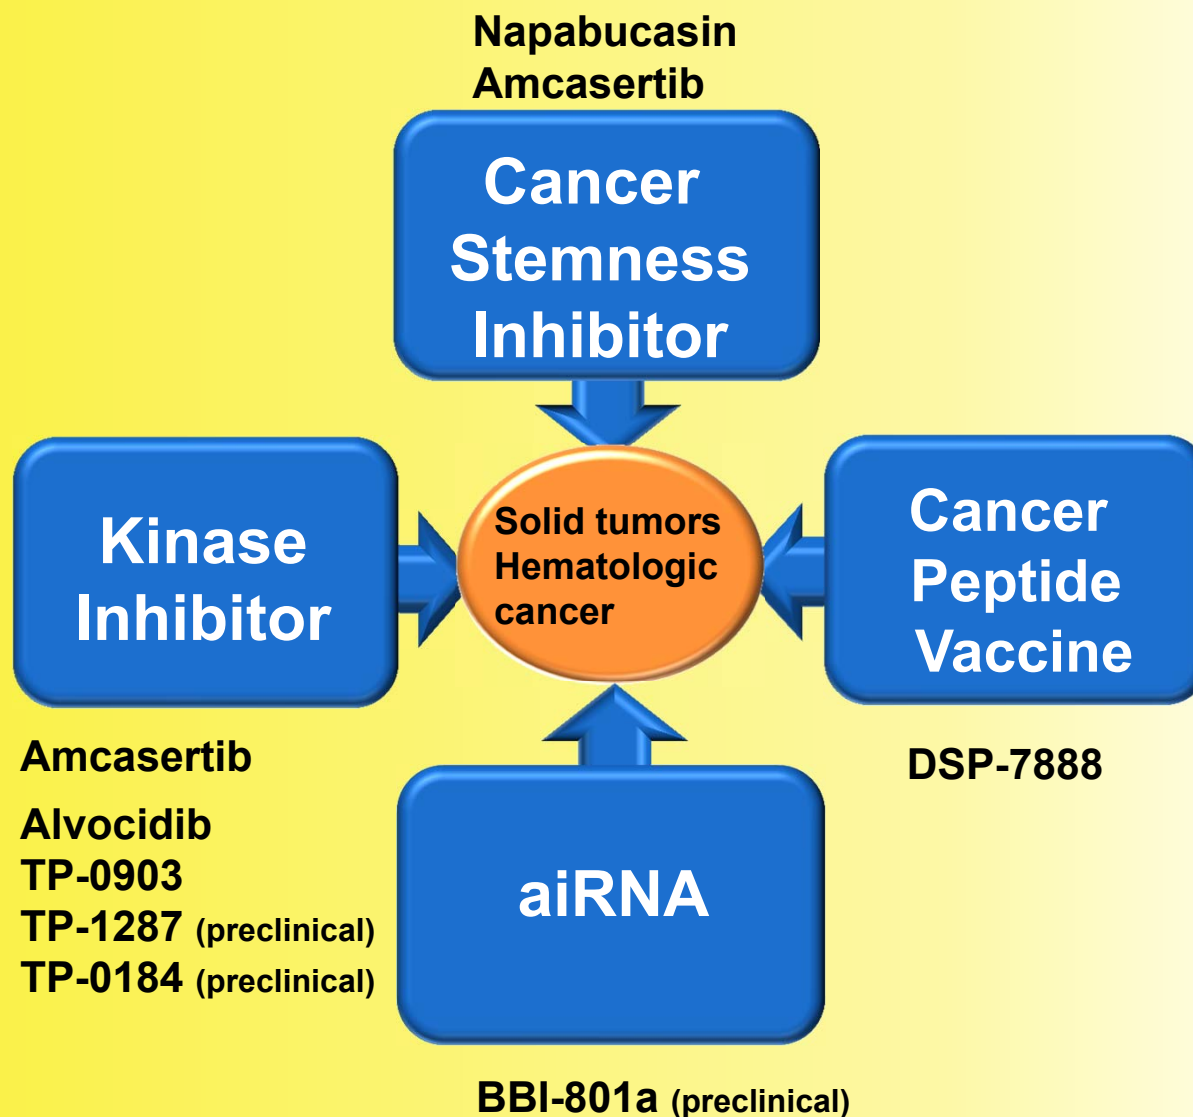 Napabucasin
Amcasertib
Cancer
Stemness
Inhibitor
Kinase
Inhibitor
Solid tumors
Hematologic
cancer
Cancer
Peptide
Vaccine
Amcasertib
Alvocidib
TP-0903
TP-1287 (preclinical)
TP-0184 (preclinical)
DSP-7888
aiRNA
BBI-801a (preclinical)